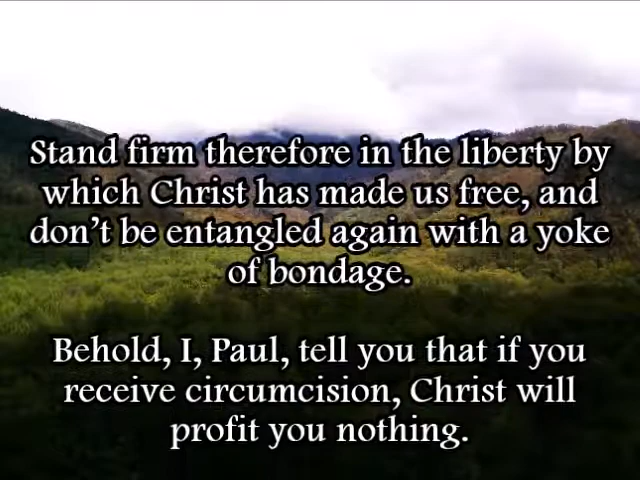 Stand firm therefore in the liberty by
which Christ has made us free, and
don't be entangled again with a yoke
of bondage.
Behold, I, Paul, tell you that if you
receive circumcision, Christ will
profit you nothing.